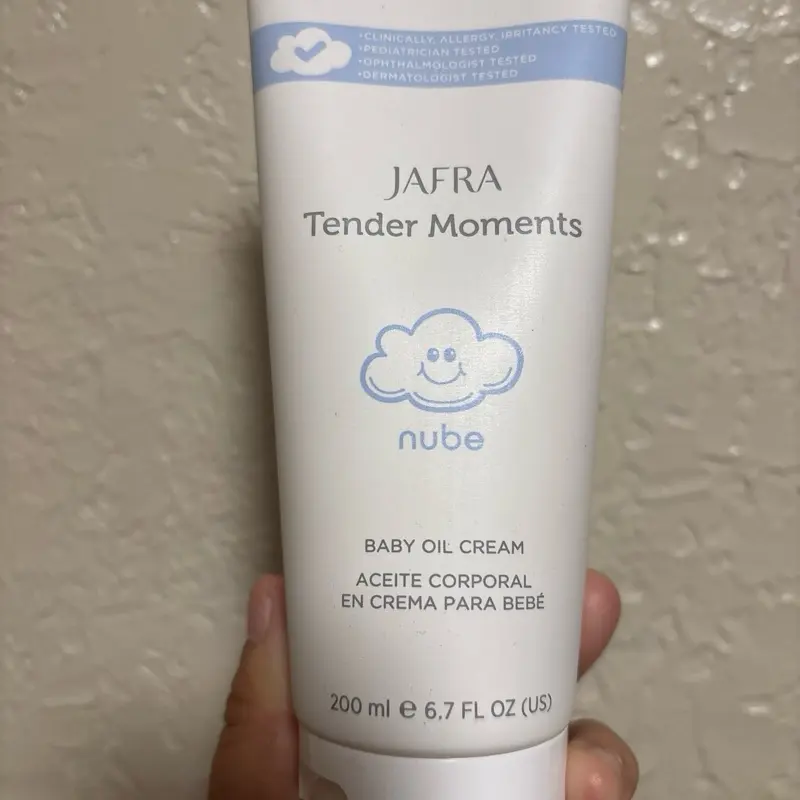 •CLINICALLY, ALLERGY, IRRITANCY TESTED
•PEDIATRICIAN TESTED
•OPHTHALMOLOGIST TESTED
•DERMATOLOGIST TESTED
JAFRA
Tender Moments
nube
BABY OIL CREAM
ACEITE CORPORAL
EN CREMA PARA BEBÉ
200 ml ℮ 6.7 FL OZ (US)